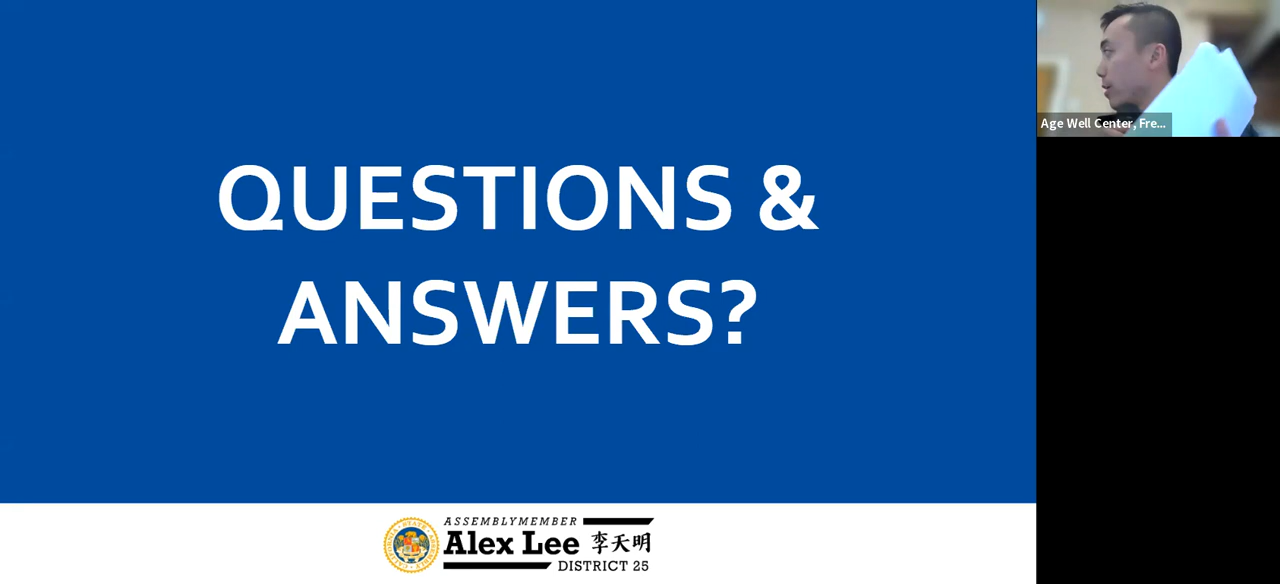 QUESTIONS &
ANSWERS?
Age Well Center, Fre...
ASSEMBLYMEMBER
Alex Lee 李天明
DISTRICT 25